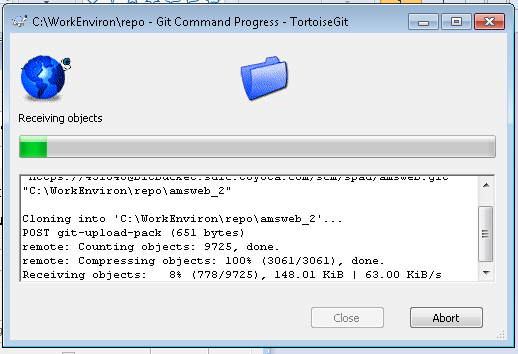 C:\WorkEnviron\repo - Git Command Progress - TortoiseGit
Receiving objects
"C:\WorkEnviron\repo\amsweb_2"
Cloning into 'C:\WorkEnviron\repo\amsweb_2'...
POST git-upload-pack (651 bytes)
remote: Counting objects: 9725, done.
remote: Compressing objects: 100% (3061/3061), done.
Receiving objects:   8% (778/9725), 148.01 KiB | 63.00 KiB/s
Close
Abort